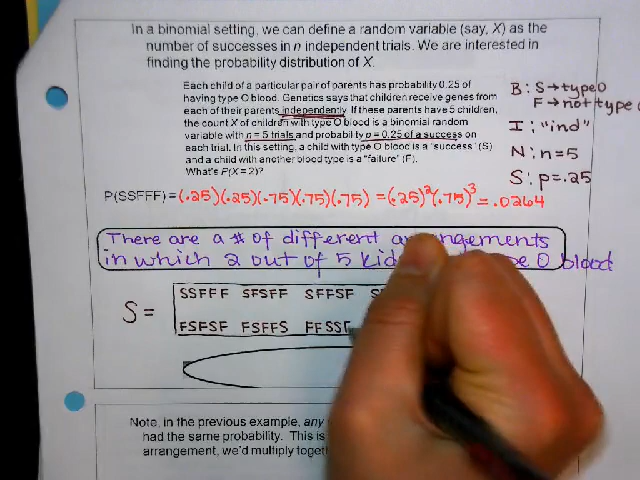 In a binomial setting, we can define a random variable (say, X) as the
number of successes in n independent trials. We are interested in
finding the probability distribution of X.
Each child of a particular pair of parents has probability 0.25 of
having type O blood. Genetics says that children receive genes from
each of their parents independently. If these parents have 5 children,
the count X of children with type O blood is a binomial random
variable with n = 5 trials and probability p = 0.25 of a success on
each trial. In this setting, a child with type O blood is a "success" (S)
and a child with another blood type is a "failure" (F).
What's P(X = 2)?
B: S→type O
F→not type O
I: "ind"
N: n=5
S: p=.25
P(SSFFF) = (.25)(.25)(.75)(.75)(.75) = (.25)²(.75)³ = .0264
There are a # of different arrangements
in which 2 out of 5 kids type O blood
S =
SSFFF SFSFF SFFSF
FSFSF FSFFS FFSSF
Note, in the previous example, any
had the same probability. This is
arrangement, we'd multiply together